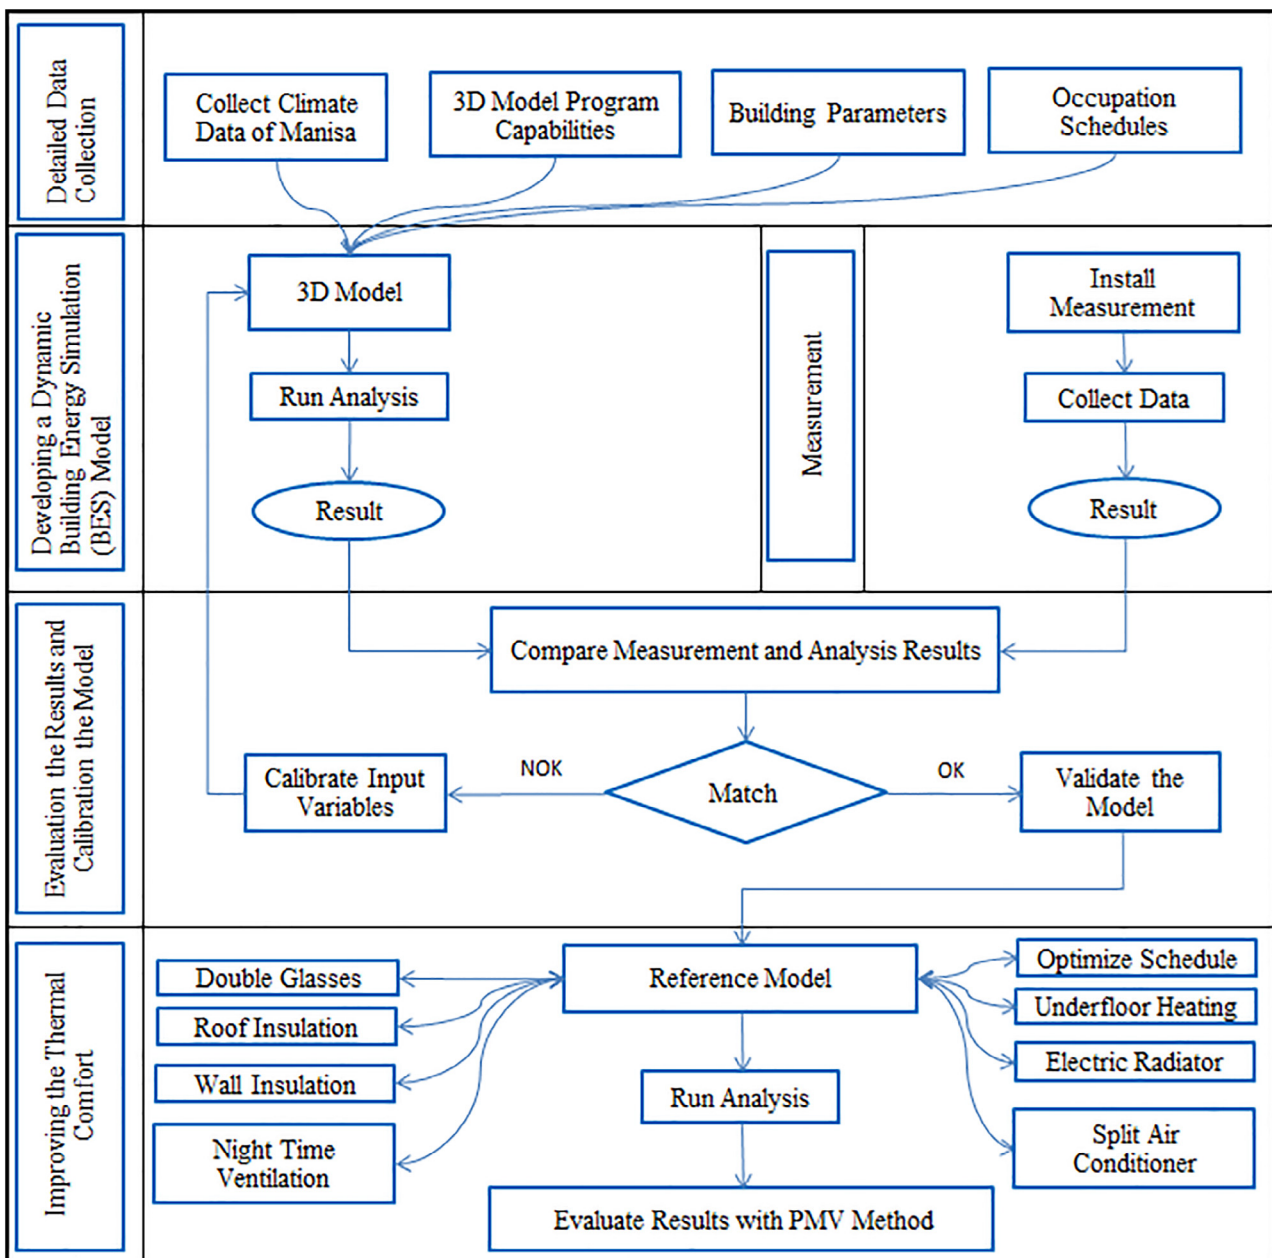 Detailed Data
Collection
Collect Climate
Data of Manisa
3D Model Program
Capabilities
Building Parameters
Occupation
Schedules
Developing a Dynamic
Building Energy Simulation
(BES) Model
3D Model
Run Analysis
Result
Measurement
Install
Measurement
Collect Data
Result
Evaluation the Results and
Calibration the Model
Compare Measurement and Analysis Results
Calibrate Input
Variables
NOK
Match
OK
Validate the
Model
Improving the Thermal
Comfort
Double Glasses
Roof Insulation
Wall Insulation
Night Time
Ventilation
Reference Model
Run Analysis
Evaluate Results with PMV Method
Optimize Schedule
Underfloor Heating
Electric Radiator
Split Air
Conditioner